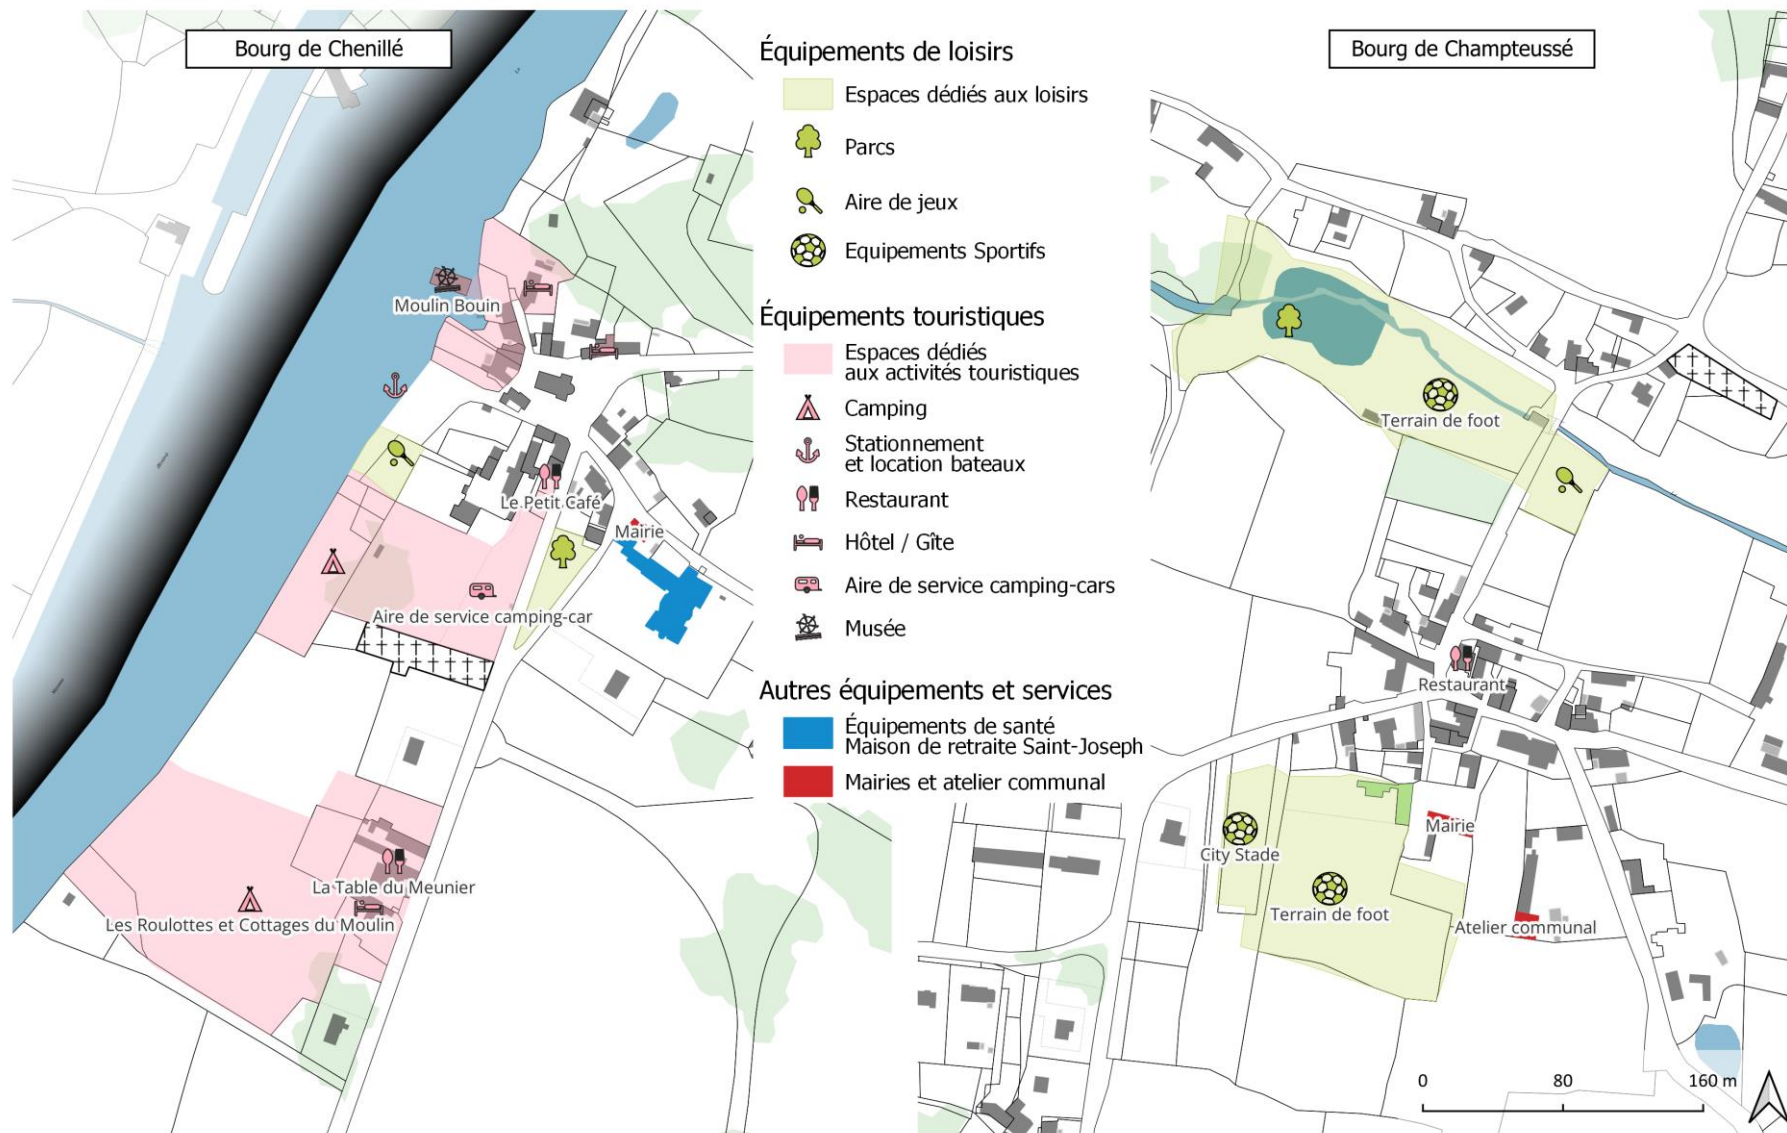 Bourg de Chenillé
Moulin Bouin
Le Petit Café
Mairie
Aire de service camping-car
La Table du Meunier
Les Roulottes et Cottages du Moulin
Équipements de loisirs
Espaces dédiés aux loisirs
Parcs
Aire de jeux
Equipements Sportifs
Équipements touristiques
Espaces dédiés
aux activités touristiques
Camping
Stationnement
et location bateaux
Restaurant
Hôtel / Gîte
Aire de service camping-cars
Musée
Autres équipements et services
Équipements de santé
Maison de retraite Saint-Joseph
Mairies et atelier communal
Bourg de Champteussé
Terrain de foot
Restaurant
Mairie
City Stade
Terrain de foot
Atelier communal
0 80 160 m